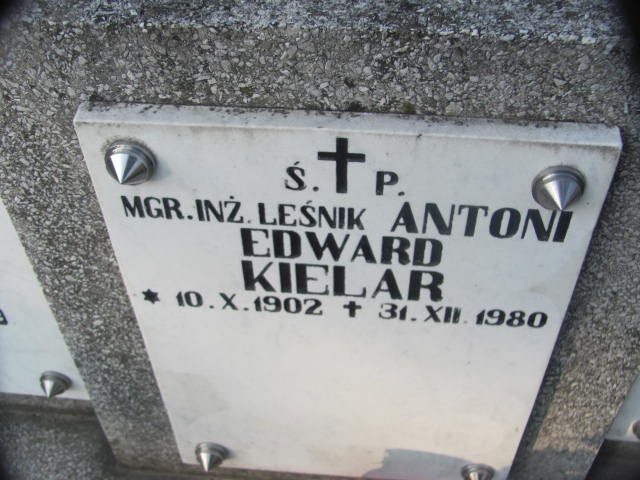 Ś. ✝ P.
MGR. INŻ. LEŚNIK ANTONI
EDWARD
KIELAR
* 10. X. 1902 ✝ 31. XII. 1980